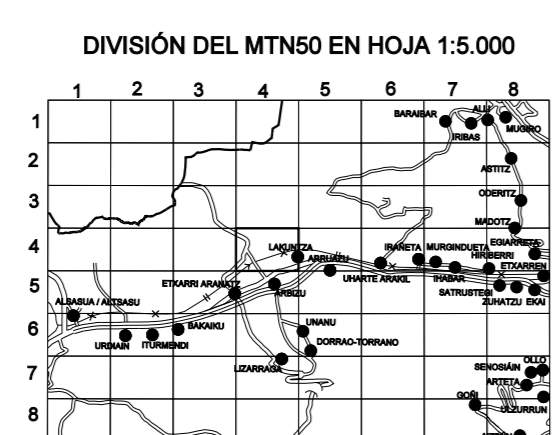 DIVISIÓN DEL MTN50 EN HOJA 1:5.000
1 2 3 4 5 6 7 8
1
BARAIBAR
ALLI
IRIBAS
MUGIRO
2
ASTITZ
3
ODERITZ
MADOTZ
4
LAKUNTZA
ARRUAZU
IRAÑETA
MURGINDUETA
HIRIBERRI
EGIARRETA
ETXARREN
5
ETXARRI ARANATZ
ARBIZU
UHARTE ARAKIL
IHABAR
SATRUSTEGI
ZUHATZU
EKAI
ALSASUA / ALTSASU
6
URDIAIN
ITURMENDI
BAKAIKU
UNANU
DORRAO-TORRANO
7
LIZARRAGA
OLLO
SENOSIÁIN
ARTETA
ULZURRUN
8
GOÑI